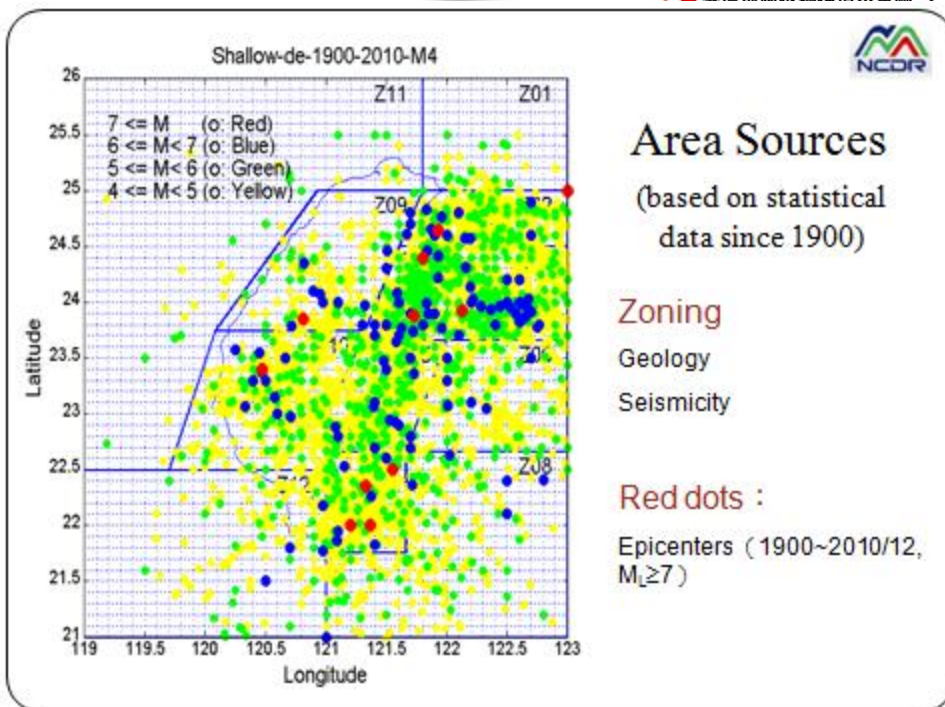 NCDR
Shallow-de-1900-2010-M4
7 <= M (o: Red)
6 <= M< 7 (o: Blue)
5 <= M< 6 (o: Green)
4 <= M< 5 (o: Yellow)
Z11
Z01
Z09
Z08
26
25.5
25
24.5
24
23.5
23
22.5
22
21.5
21
119
119.5
120
120.5
121
121.5
122
122.5
123
Latitude
Longitude
Area Sources
(based on statistical
data since 1900)
Zoning
Geology
Seismicity
Red dots：
Epicenters（1900~2010/12,
ML≥7）